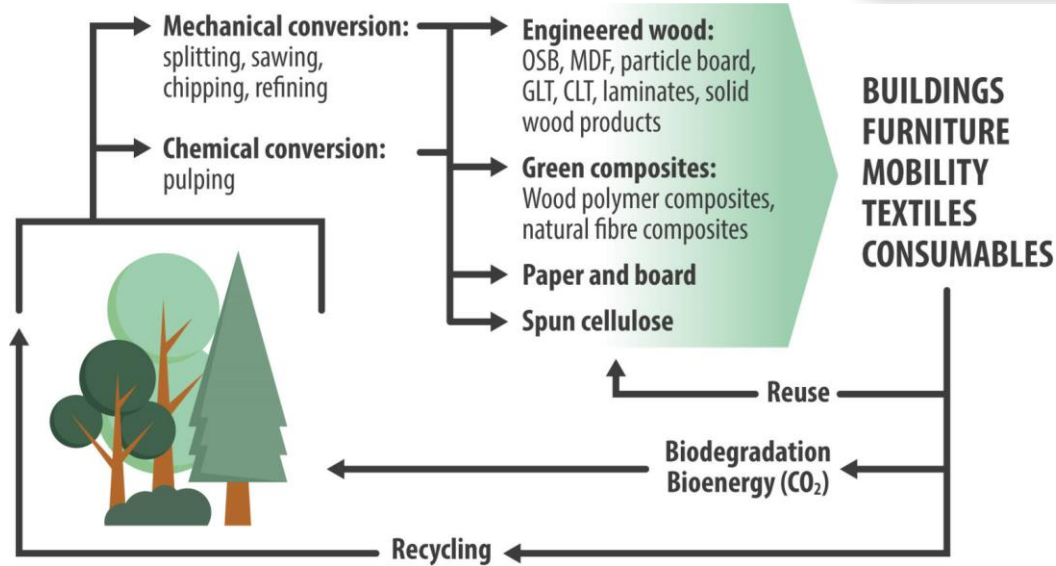 Mechanical conversion:
splitting, sawing,
chipping, refining
Chemical conversion:
pulping
Engineered wood:
OSB, MDF, particle board,
GLT, CLT, laminates, solid
wood products
Green composites:
Wood polymer composites,
natural fibre composites
Paper and board
Spun cellulose
BUILDINGS
FURNITURE
MOBILITY
TEXTILES
CONSUMABLES
Reuse
Biodegradation
Bioenergy (CO₂)
Recycling